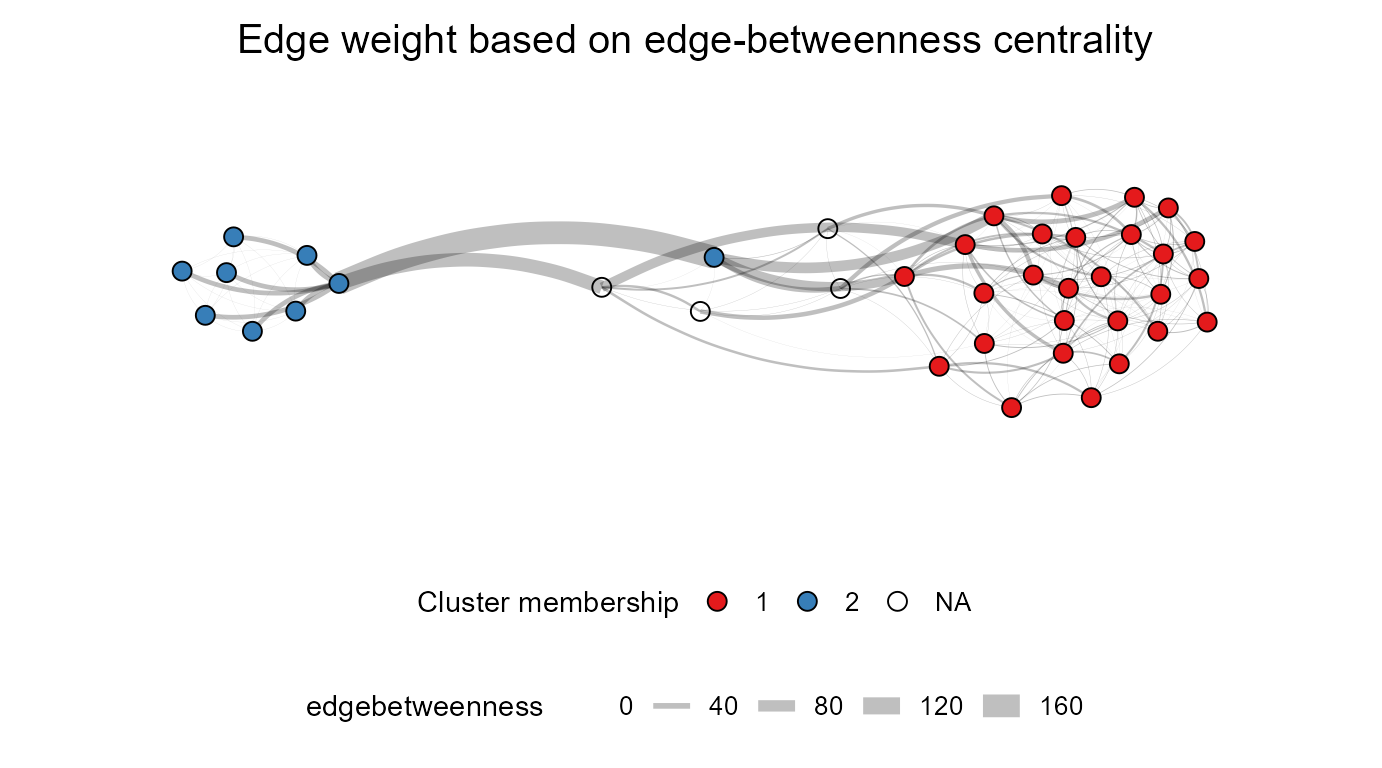 Edge weight based on edge-betweenness centrality
Cluster membership 1 2 NA
edgebetweenness 0 40 80 120 160